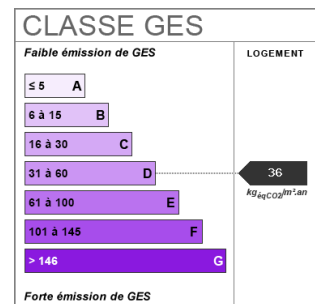 CLASSE GES
Faible émission de GES
LOGEMENT
≤ 5 A
6 à 15 B
16 à 30 C
31 à 60 D
36
kgéqCO2/m².an
61 à 100 E
101 à 145 F
> 146 G
Forte émission de GES